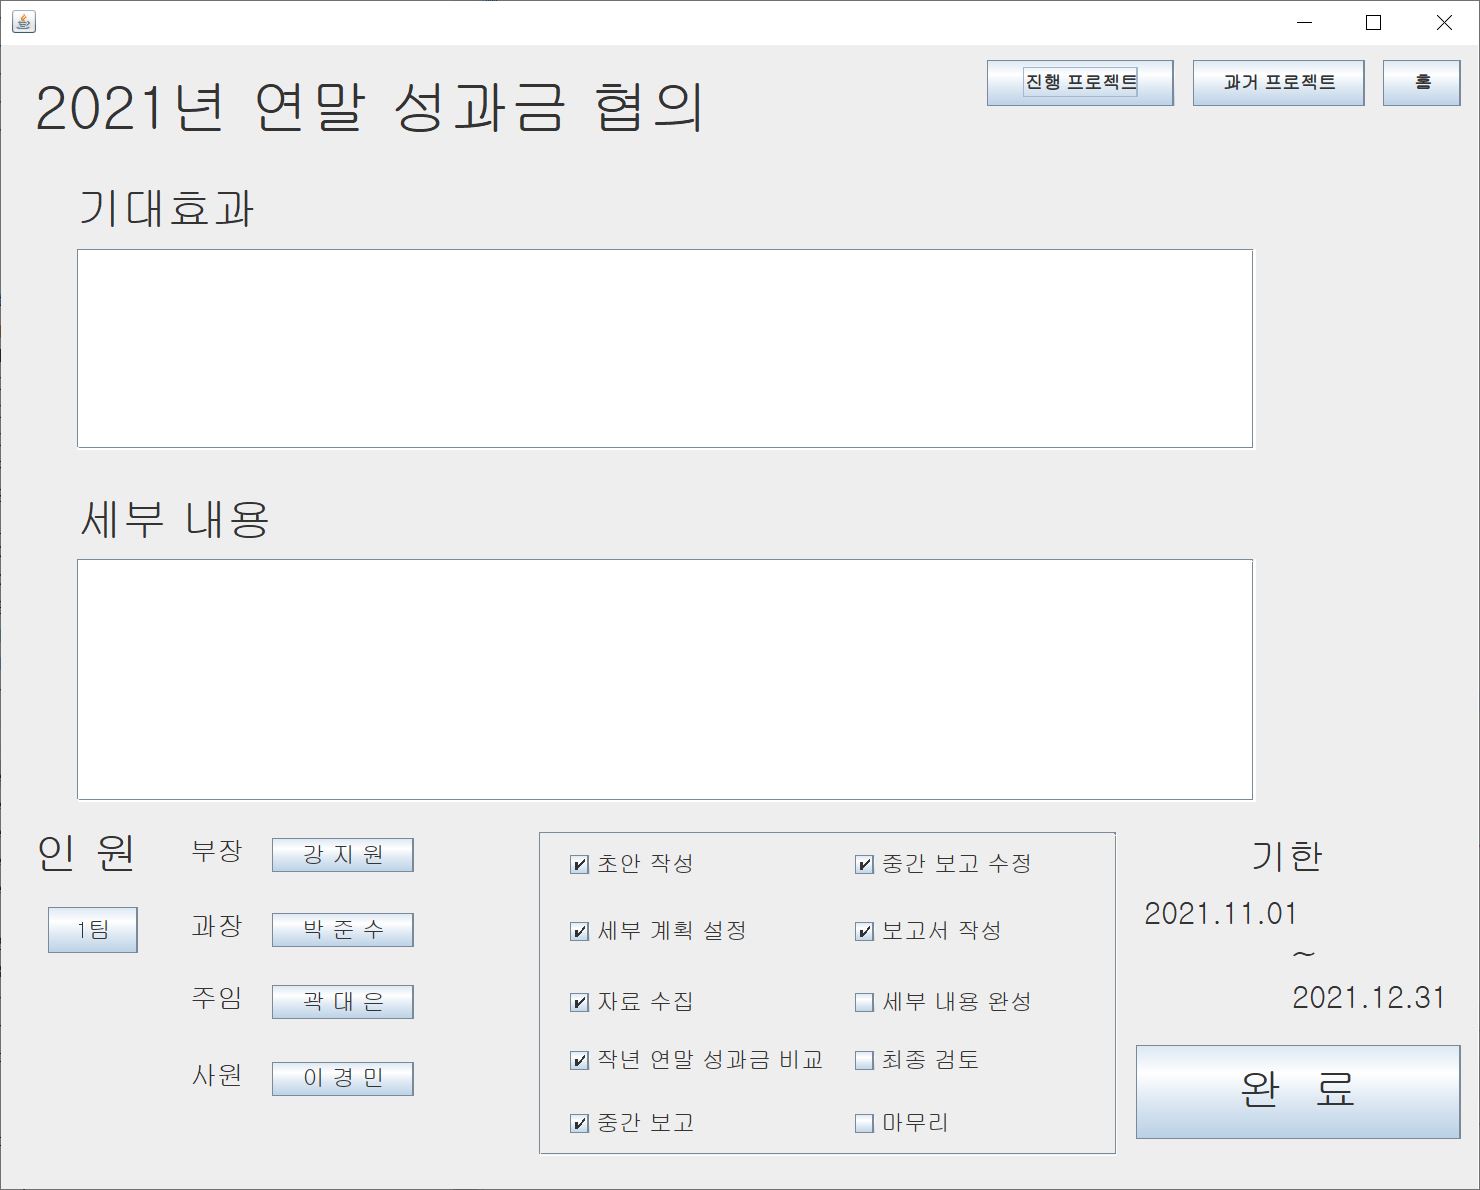 진행 프로젝트 과거 프로젝트 홈
2021년 연말 성과금 협의
기대효과
세부 내용
인 원
1팀
부장 강 지 원
과장 박 준 수
주임 곽 대 은
사원 이 경 민
초안 작성 중간 보고 수정
세부 계획 설정 보고서 작성
자료 수집 세부 내용 완성
작년 연말 성과금 비교 최종 검토
중간 보고 마무리
기한
2021.11.01
~
2021.12.31
완 료